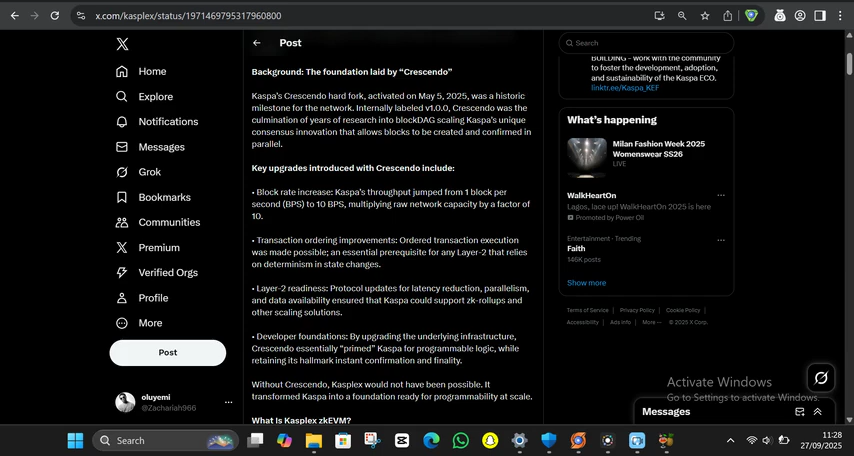 x.com/kasplex/status/1971469795317960800
X
Home
Explore
Notifications
Messages
Grok
Bookmarks
Communities
Premium
Verified Orgs
Profile
More
Post
oluyemi
@Zachariah966
Post
Background: The foundation laid by “Crescendo”
Kaspa’s Crescendo hard fork, activated on May 5, 2025, was a historic
milestone for the network. Internally labeled v1.0.0, Crescendo was the
culmination of years of research into blockDAG scaling Kaspa’s unique
consensus innovation that allows blocks to be created and confirmed in
parallel.
Key upgrades introduced with Crescendo include:
• Block rate increase: Kaspa’s throughput jumped from 1 block per
second (BPS) to 10 BPS, multiplying raw network capacity by a factor of
10.
• Transaction ordering improvements: Ordered transaction execution
was made possible; an essential prerequisite for any Layer-2 that relies
on determinism in state changes.
• Layer-2 readiness: Protocol updates for latency reduction, parallelism,
and data availability ensured that Kaspa could support zk-rollups and
other scaling solutions.
• Developer foundations: By upgrading the underlying infrastructure,
Crescendo essentially “primed” Kaspa for programmable logic, while
retaining its hallmark instant confirmation and finality.
Without Crescendo, Kasplex would not have been possible. It
transformed Kaspa into a foundation ready for programmability at scale.
What Is Kasplex zkEVM?
Search
BUILDING - work with the community
to foster the development, adoption,
and sustainability of the Kaspa ECO.
linktr.ee/Kaspa_KEF
What’s happening
Milan Fashion Week 2025
Womenswear SS26
LIVE
WalkHeartOn
Lagos, lace up! WalkHeartOn 2025 is here
Promoted by Power Oil
Entertainment · Trending
Faith
146K posts
Show more
Terms of Service | Privacy Policy | Cookie Policy |
Accessibility | Ads info | More ··· © 2025 X Corp.
Activate Windows
Go to Settings to activate Windows.
Messages
Search
11:28
27/09/2025